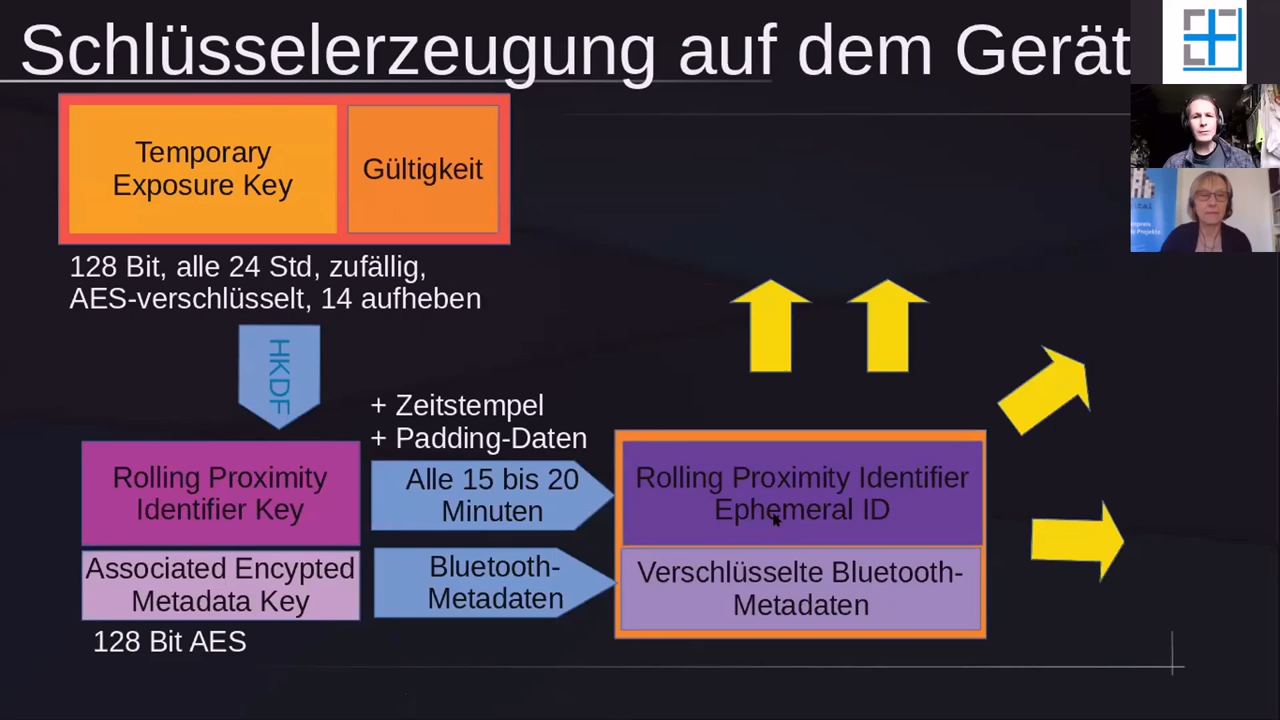 Schlüsselerzeugung auf dem Gerät
Temporary
Exposure Key
Gültigkeit
128 Bit, alle 24 Std, zufällig,
AES-verschlüsselt, 14 aufheben
HKDF
+ Zeitstempel
+ Padding-Daten
Rolling Proximity
Identifier Key
Alle 15 bis 20
Minuten
Rolling Proximity Identifier
Ephemeral ID
Associated Encypted
Metadata Key
Bluetooth-
Metadaten
Verschlüsselte Bluetooth-
Metadaten
128 Bit AES